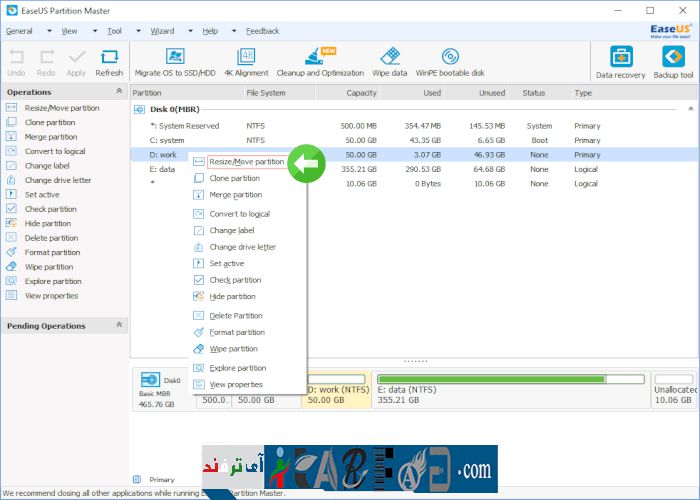 EaseUS Partition Master
General View Tool Wizard Help Feedback
EaseUS
Make your life easy!
Undo Redo Apply Refresh Migrate OS to SSD/HDD 4K Alignment Cleanup and Optimization Wipe data WinPE bootable disk Data recovery Backup tool
NEW
4K
Operations
Resize/Move partition
Clone partition
Merge partition
Convert to logical
Change label
Change drive letter
Set active
Check partition
Hide partition
Delete partition
Format partition
Wipe partition
Explore partition
View properties
Pending Operations
Partition File System Capacity Used Unused Status Type
Disk 0(MBR)
*: System Reserved NTFS 500.00 MB 354.47 MB 145.53 MB System Primary
C: system NTFS 50.00 GB 43.35 GB 6.65 GB Boot Primary
D: work 50.00 GB 3.07 GB 46.93 GB None Primary
E: data 355.21 GB 290.53 GB 64.68 GB None Logical
* 10.06 GB 0 Bytes 10.06 GB None Logical
Resize/Move partition
Clone partition
Merge partition
Convert to logical
Change label
Change drive letter
Set active
Check partition
Hide partition
Delete Partition
Format partition
Wipe partition
Explore partition
View properties
Disk0
Basic MBR
465.76 GB
500.0...
50.00 GB
D: work (NTFS)
50.00 GB
E: data (NTFS)
355.21 GB
Unallocated
10.06 GB
آی ترفند
.com
Primary
We recommend closing all other applications while running Partition Master.